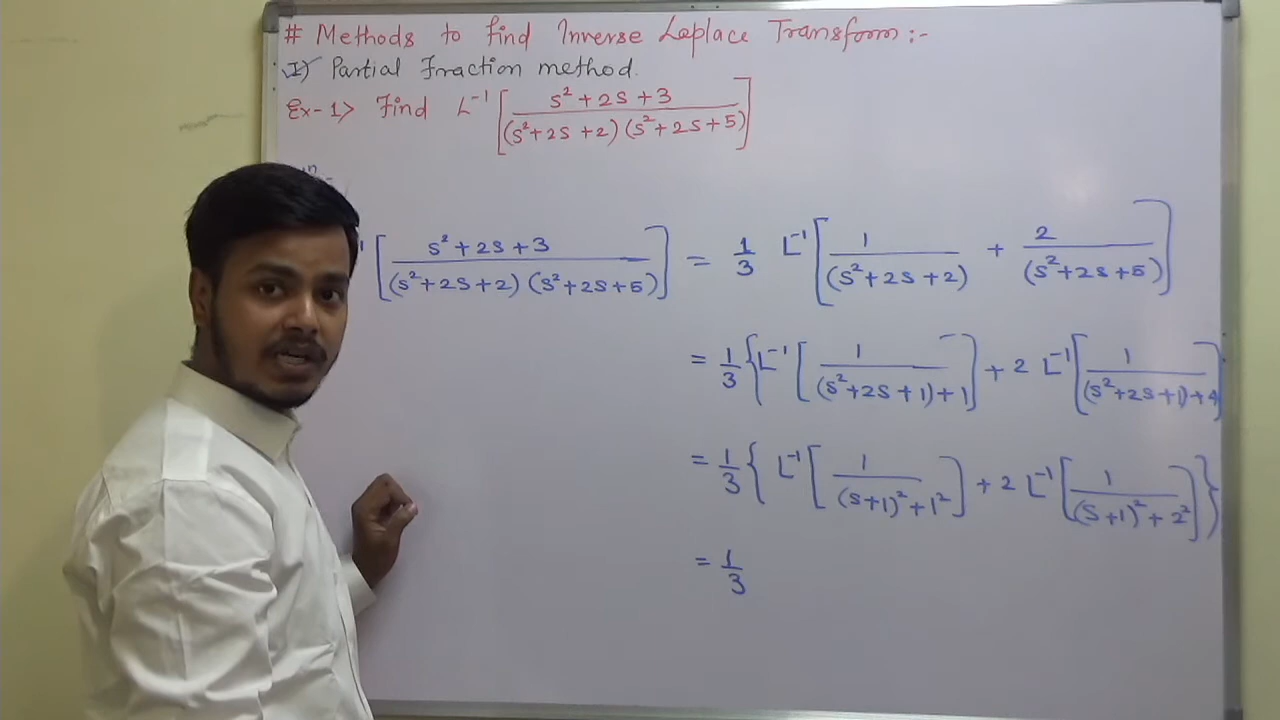 # Methods to find Inverse Laplace Transform :-
I) Partial Fraction method.
Ex-1> Find L⁻¹ [ s² + 2s + 3 / (s² + 2s + 2) (s² + 2s + 5) ]
[ s² + 2s + 3 / (s² + 2s + 2) (s² + 2s + 5) ] = 1/3 L⁻¹ [ 1 / (s² + 2s + 2) + 2 / (s² + 2s + 5) ]
= 1/3 { L⁻¹ [ 1 / (s² + 2s + 1) + 1 ] + 2 L⁻¹ [ 1 / (s² + 2s + 1) + 4 ]
= 1/3 { L⁻¹ [ 1 / (s+1)² + 1² ] + 2 L⁻¹ [ 1 / (s+1)² + 2² ] }
= 1/3